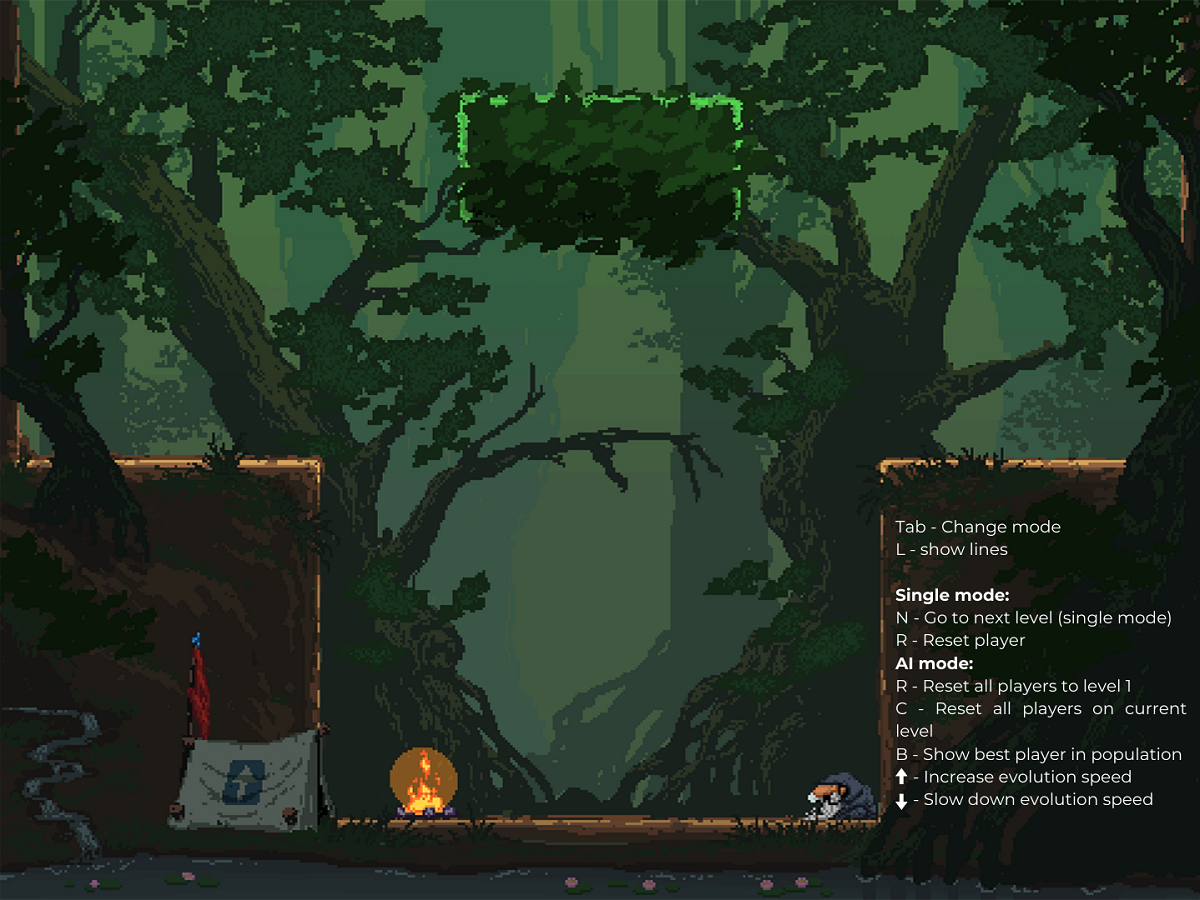 Tab - Change mode
L - show lines
Single mode:
N - Go to next level (single mode)
R - Reset player
AI mode:
R - Reset all players to level 1
C - Reset all players on current
level
B - Show best player in population
↑ - Increase evolution speed
↓ - Slow down evolution speed